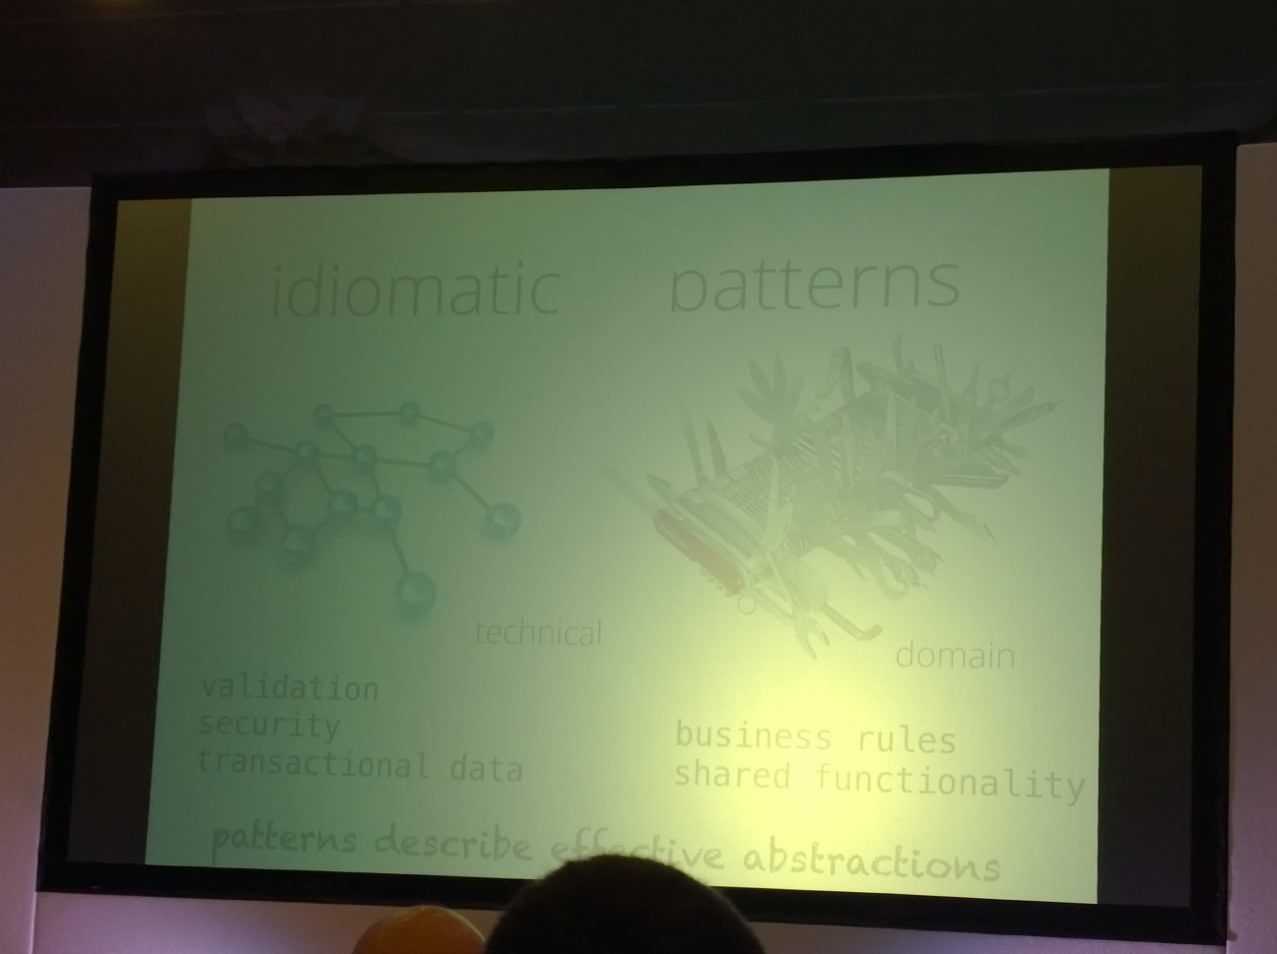 idiomatic patterns
technical
domain
validation
security
transactional data
business rules
shared functionality
patterns describe effective abstractions